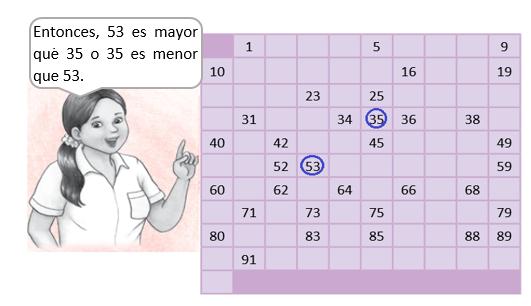 Entonces, 53 es mayor
què 35 o 35 es menor
que 53.
1 5 9
10 16 19
23 25
31 34 35 36 38
40 42 45 49
52 53 59
60 62 64 66 68
71 73 75 79
80 83 85 88 89
91